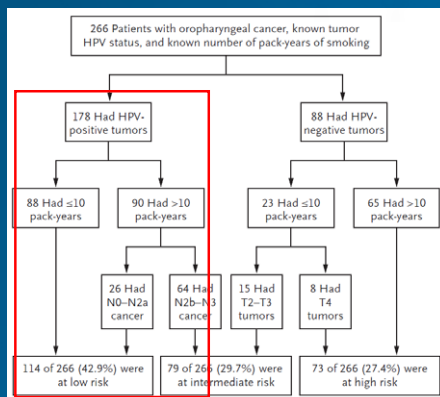 266 Patients with oropharyngeal cancer, known tumor
HPV status, and known number of pack-years of smoking
178 Had HPV-
positive tumors
88 Had HPV-
negative tumors
88 Had ≤10
pack-years
90 Had >10
pack-years
23 Had ≤10
pack-years
65 Had >10
pack-years
26 Had
N0–N2a
cancer
64 Had
N2b–N3
cancer
15 Had
T2–T3
tumors
8 Had
T4
tumors
114 of 266 (42.9%) were
at low risk
79 of 266 (29.7%) were
at intermediate risk
73 of 266 (27.4%) were
at high risk